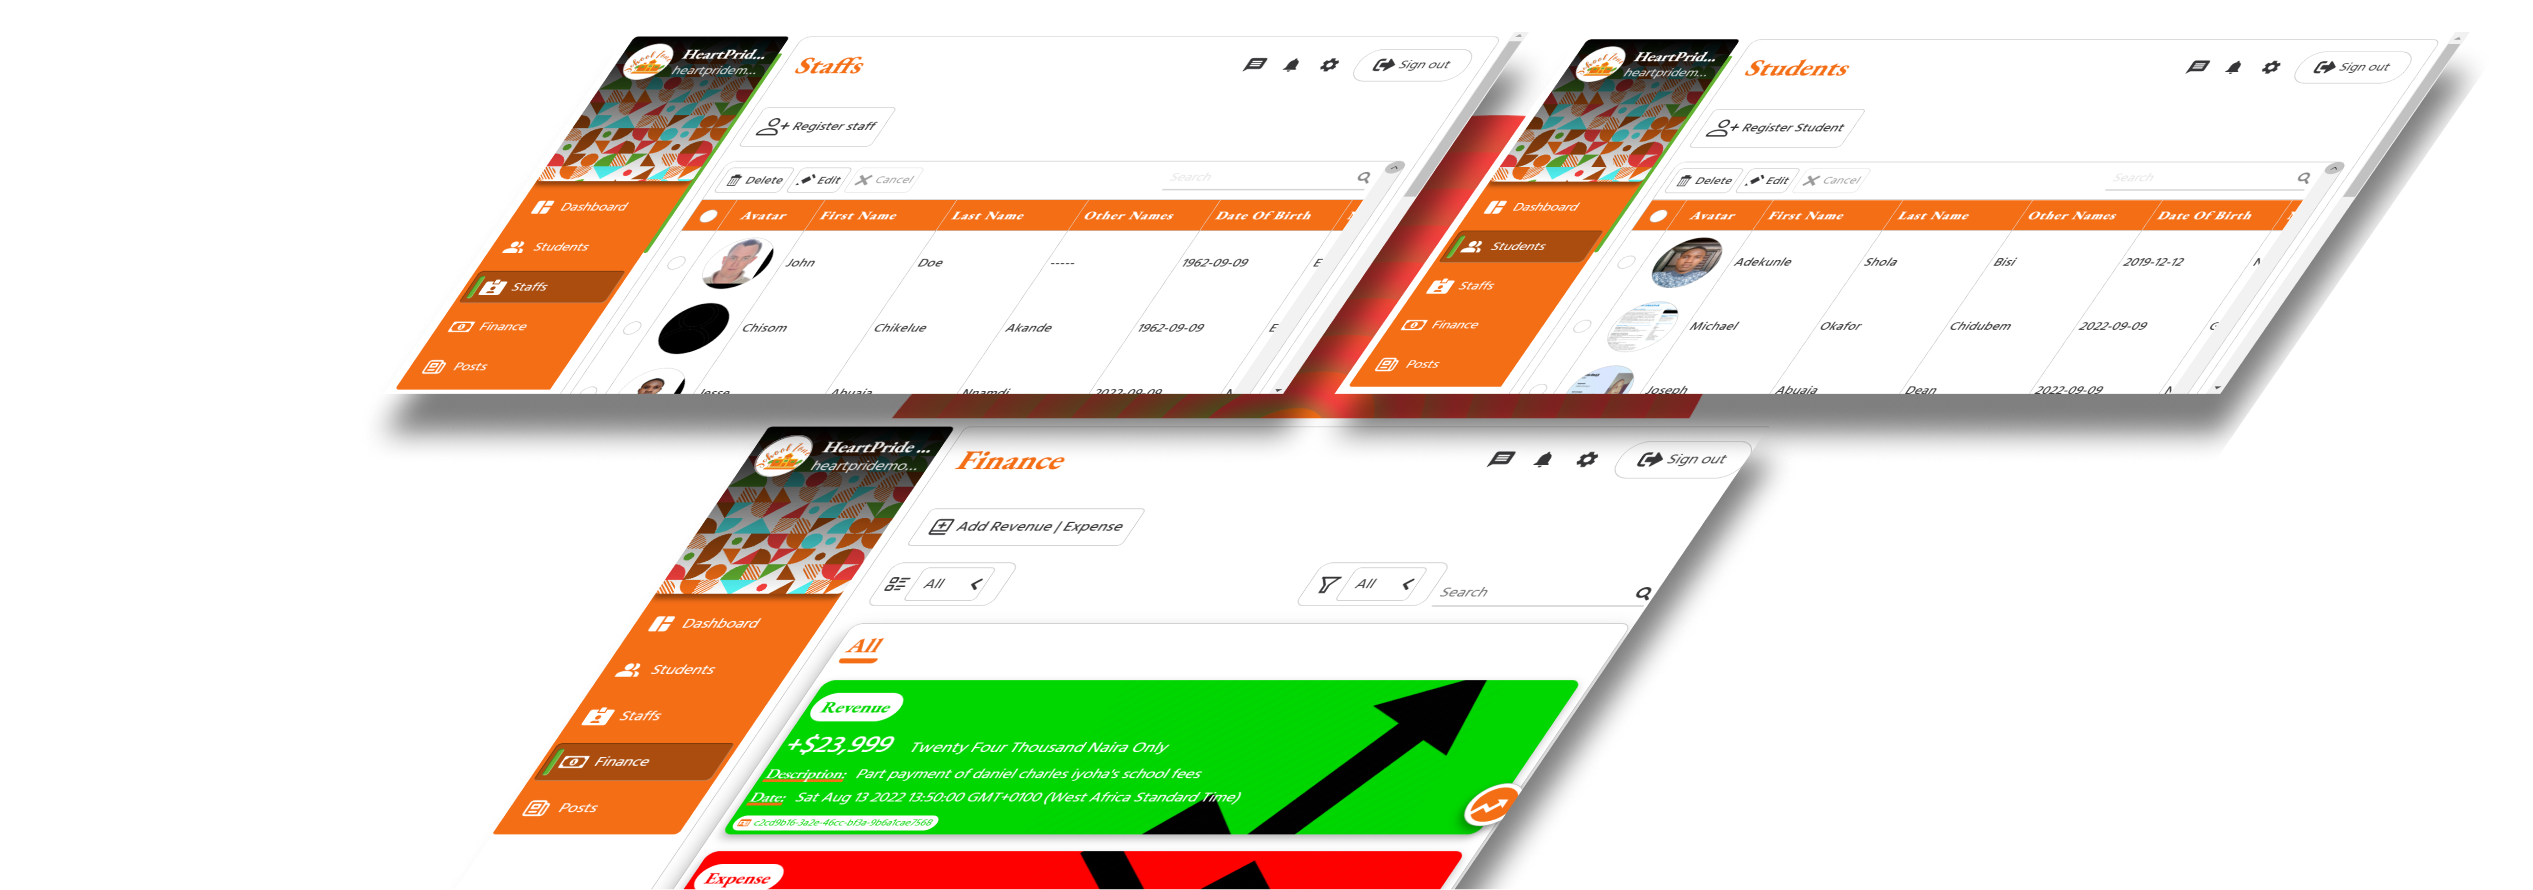 HeartPrid...
heartpridem...
Staffs
Sign out
Register staff
Delete
Edit
Cancel
Search
Avatar First Name Last Name Other Names Date Of Birth
John Doe ----- 1962-09-09 E
Chisom Chikelue Akande 1962-09-09 E
Jesse Abuaja Nnamdi 2022-09-09
Dashboard
Students
Staffs
Finance
Posts
HeartPrid...
heartpridem...
Students
Sign out
Register Student
Delete
Edit
Cancel
Search
Avatar First Name Last Name Other Names Date Of Birth
Adekunle Shola Bisi 2019-12-12
Michael Okafor Chidubem 2022-09-09
Joseph Abuaja Dean 2022-09-09
Dashboard
Students
Staffs
Finance
Posts
HeartPride ...
heartpridemo...
Finance
Sign out
Add Revenue | Expense
All
All
Search
All
Revenue
+$23,999 Twenty Four Thousand Naira Only
Description: Part payment of daniel charles iyoha's school fees
Date: Sat Aug 13 2022 13:50:00 GMT+0100 (West Africa Standard Time)
c2cd9b16-3a2e-46cc-bf3a-9b6a1cae7568
Expense
Dashboard
Students
Staffs
Finance
Posts